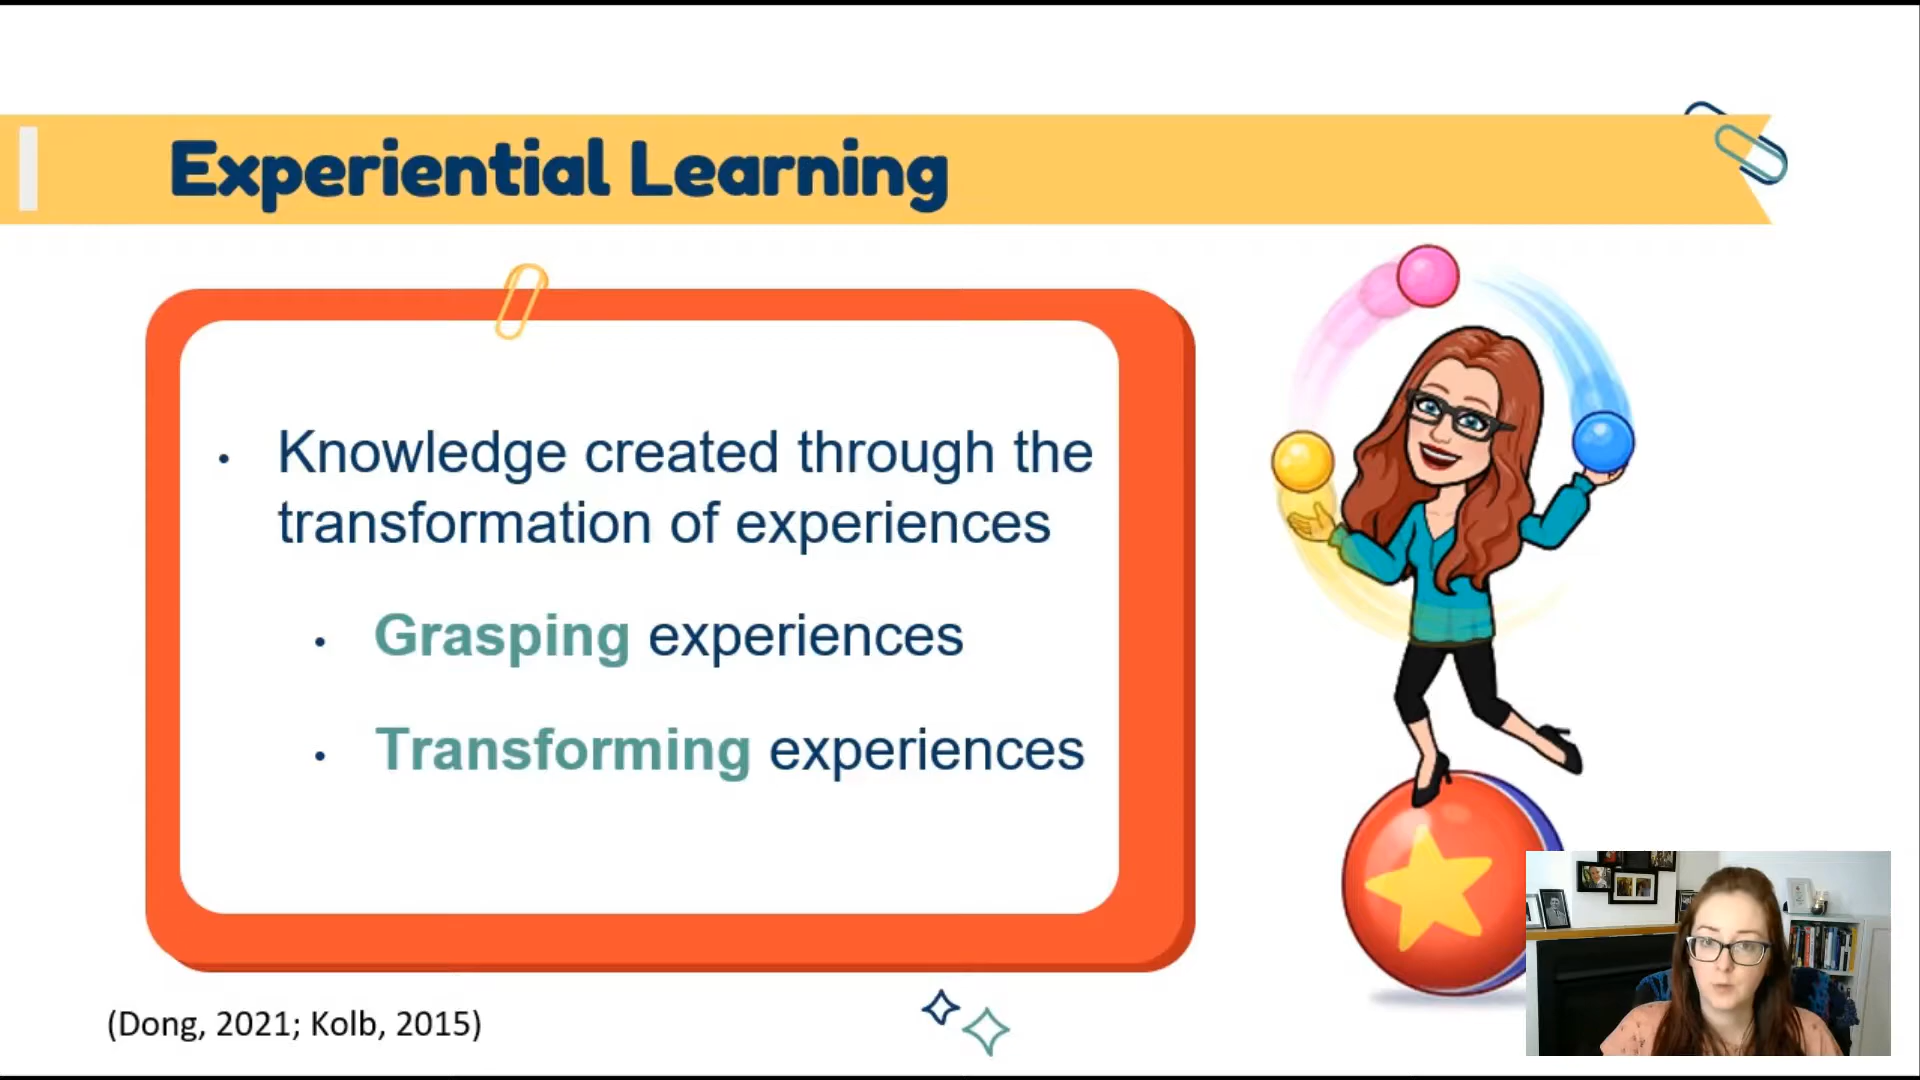 Experiential Learning
• Knowledge created through the
transformation of experiences
• Grasping experiences
• Transforming experiences
(Dong, 2021; Kolb, 2015)